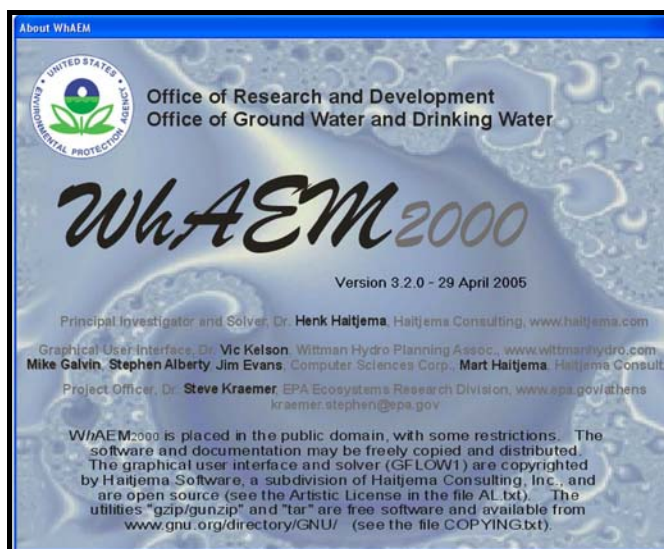 About WhAEM
UNITED STATES
ENVIRONMENTAL PROTECTION AGENCY
Office of Research and Development
Office of Ground Water and Drinking Water
WhAEM2000
Version 3.2.0 - 29 April 2005
Principal Investigator and Solver, Dr. Henk Haitjema, Haitjema Consulting, www.haitjema.com
Graphical User Interface, Dr. Vic Kelson, Wittman Hydro Planning Assoc., www.wittmanhydro.com
Mike Galvin, Stephen Alberty, Jim Evans, Computer Sciences Corp., Mart Haitjema, Haitjema Consult
Project Officer, Dr. Steve Kraemer, EPA Ecosystems Research Division, www.epa.gov/athens
kraemer.stephen@epa.gov
WhAEM2000 is placed in the public domain, with some restrictions. The
software and documentation may be freely copied and distributed.
The graphical user interface and solver (GFLOW1) are copyrighted
by Haitjema Software, a subdivision of Haitjema Consulting, Inc., and
are open source (see the Artistic License in the file AL.txt). The
utilities "gzip/gunzip" and "tar" are free software and available from
www.gnu.org/directory/GNU/ (see the file COPYING.txt).